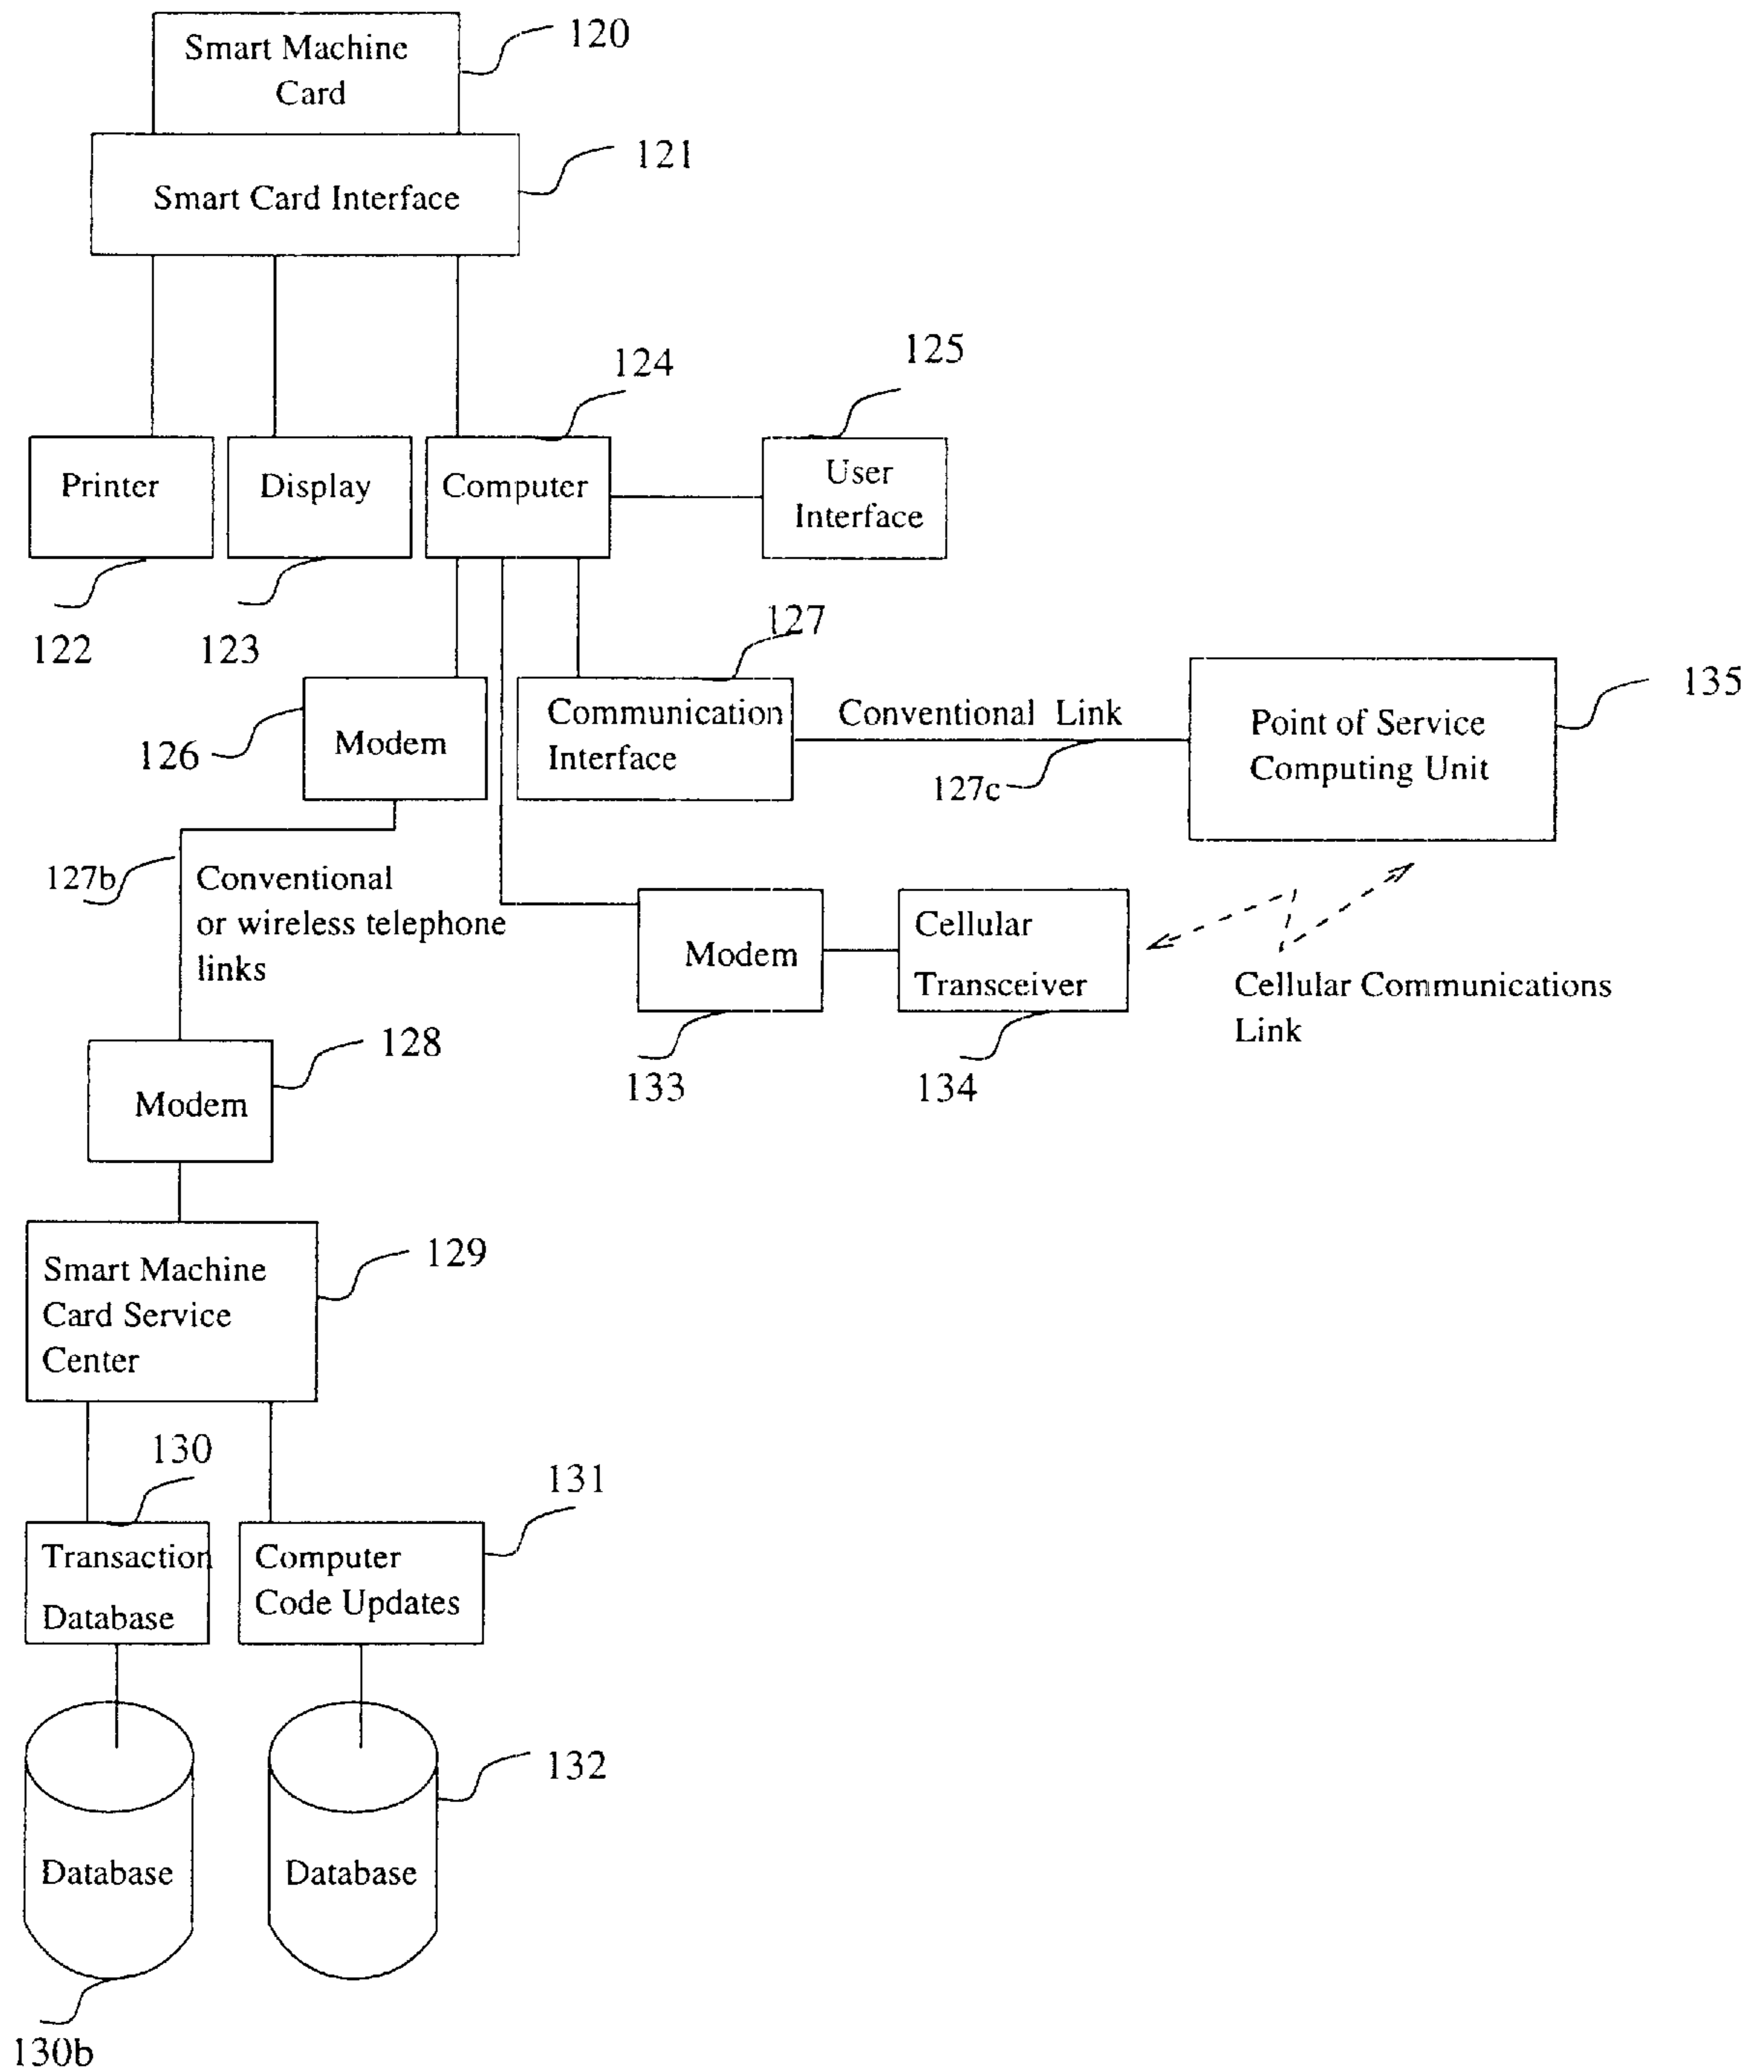 Smart Machine
Card
120
Smart Card Interface
121
124
125
Printer
Display
Computer
User
Interface
122
123
127
126
Modem
Communication
Interface
Conventional Link
127c
Point of Service
Computing Unit
135
127b
Conventional
or wireless telephone
links
Modem
133
Cellular
Transceiver
134
Cellular Communications
Link
128
Modem
129
Smart Machine
Card Service
Center
130
131
Transaction
Database
Computer
Code Updates
132
Database
Database
130b